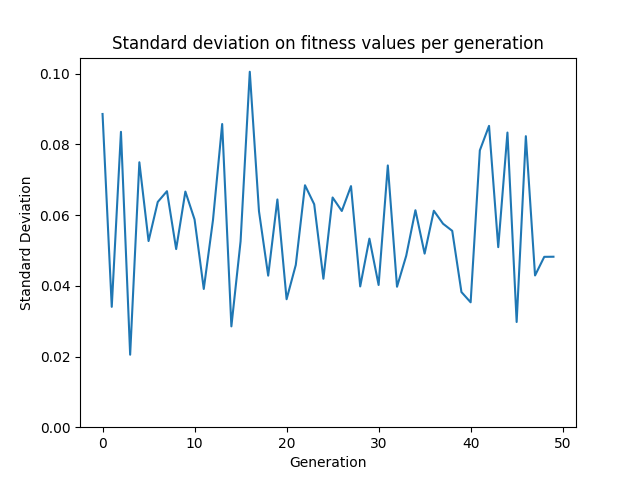 Standard deviation on fitness values per generation
0.10
0.08
0.06
0.04
0.02
0.00
Standard Deviation
0 10 20 30 40 50
Generation